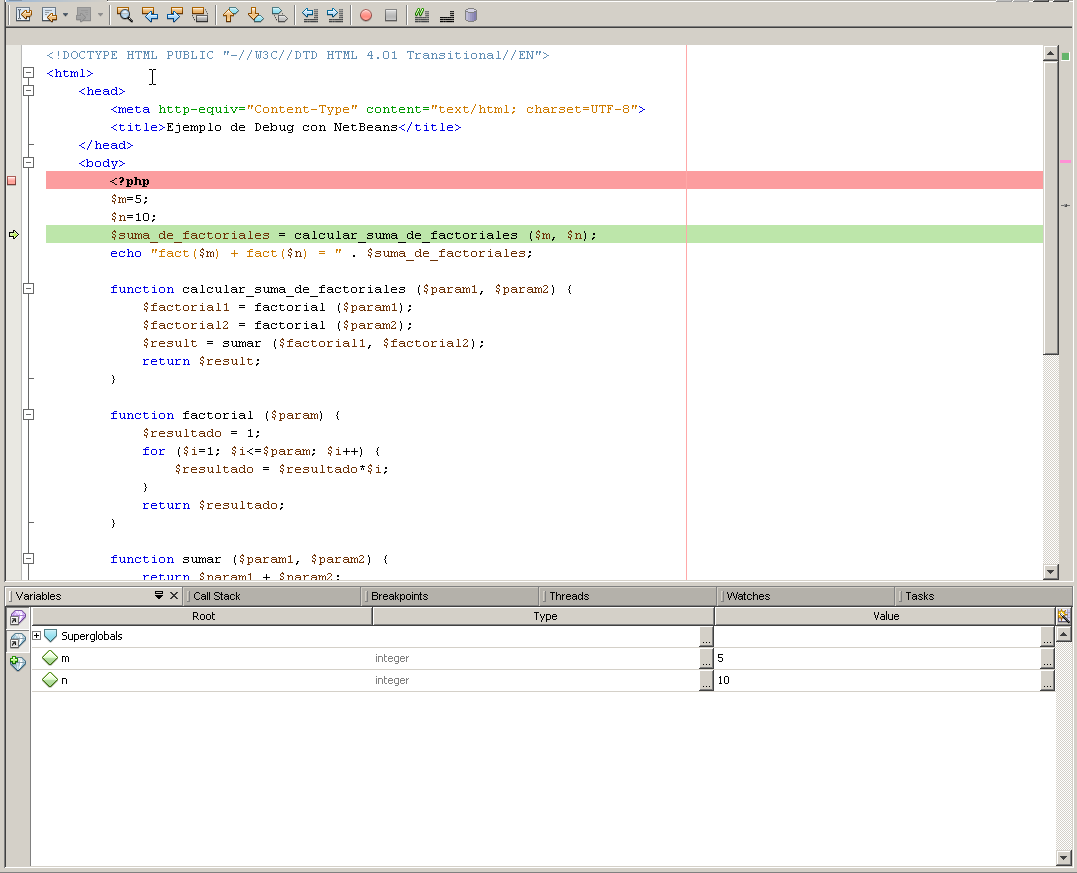 <!DOCTYPE HTML PUBLIC "-//W3C//DTD HTML 4.01 Transitional//EN">
<html>
<head>
<meta http-equiv="Content-Type" content="text/html; charset=UTF-8">
<title>Ejemplo de Debug con NetBeans</title>
</head>
<body>
<?php
$m=5;
$n=10;
$suma_de_factoriales = calcular_suma_de_factoriales ($m, $n);
echo "fact($m) + fact($n) = " . $suma_de_factoriales;
function calcular_suma_de_factoriales ($param1, $param2) {
$factorial1 = factorial ($param1);
$factorial2 = factorial ($param2);
$result = sumar ($factorial1, $factorial2);
return $result;
}
function factorial ($param) {
$resultado = 1;
for ($i=1; $i<=$param; $i++) {
$resultado = $resultado*$i;
}
return $resultado;
}
function sumar ($param1, $param2) {
return $param1 + $param2;
Variables Call Stack Breakpoints Threads Watches Tasks
Root Type Value
Superglobals ... ...
m integer ... 5 ...
n integer ... 10 ...